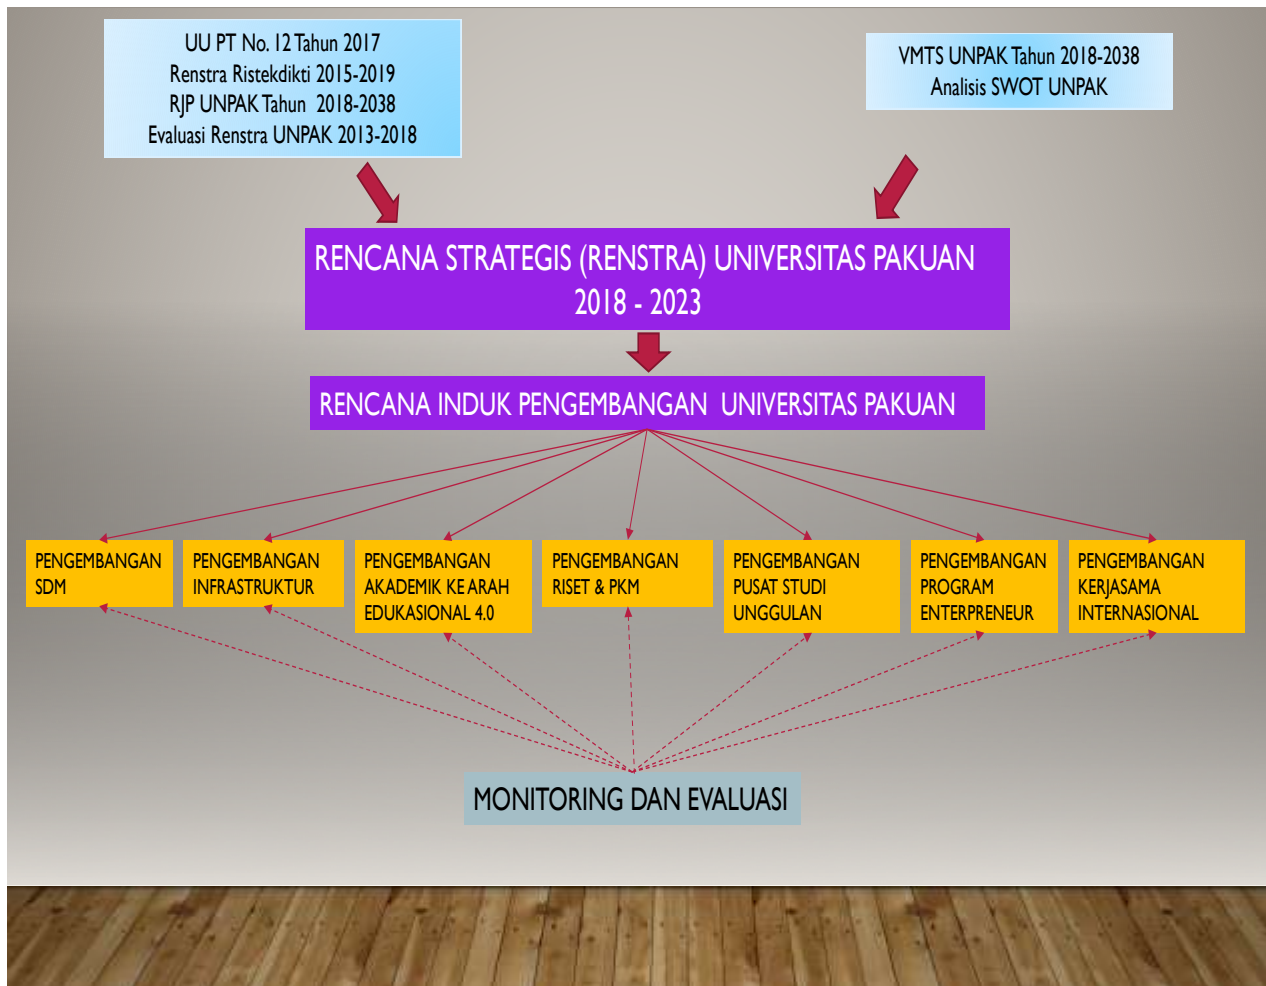 UU PT No. 12 Tahun 2017
Renstra Ristekdikti 2015-2019
RJP UNPAK Tahun 2018-2038
Evaluasi Renstra UNPAK 2013-2018
VMTS UNPAK Tahun 2018-2038
Analisis SWOT UNPAK
RENCANA STRATEGIS (RENSTRA) UNIVERSITAS PAKUAN
2018 - 2023
RENCANA INDUK PENGEMBANGAN UNIVERSITAS PAKUAN
PENGEMBANGAN
SDM
PENGEMBANGAN
INFRASTRUKTUR
PENGEMBANGAN
AKADEMIK KE ARAH
EDUKASIONAL 4.0
PENGEMBANGAN
RISET & PKM
PENGEMBANGAN
PUSAT STUDI
UNGGULAN
PENGEMBANGAN
PROGRAM
ENTERPRENEUR
PENGEMBANGAN
KERJASAMA
INTERNASIONAL
MONITORING DAN EVALUASI